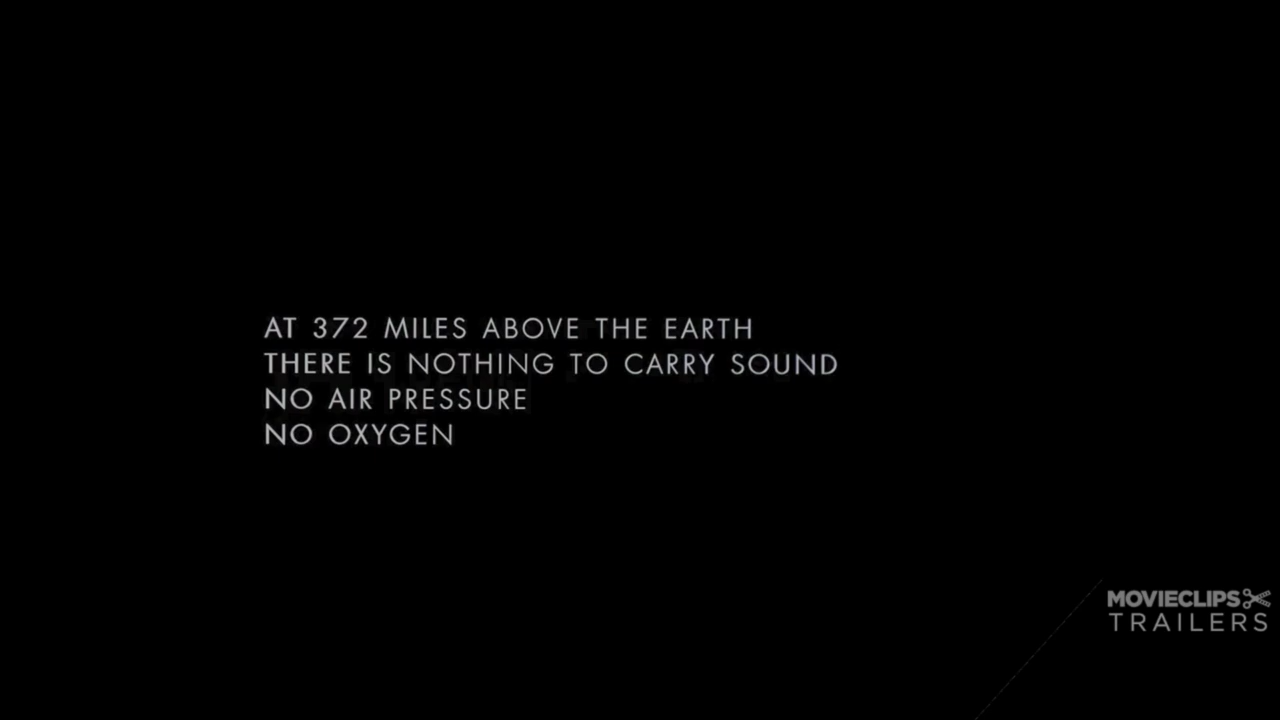 AT 372 MILES ABOVE THE EARTH
THERE IS NOTHING TO CARRY SOUND
NO AIR PRESSURE
NO OXYGEN
MOVIECLIPS
TRAILERS